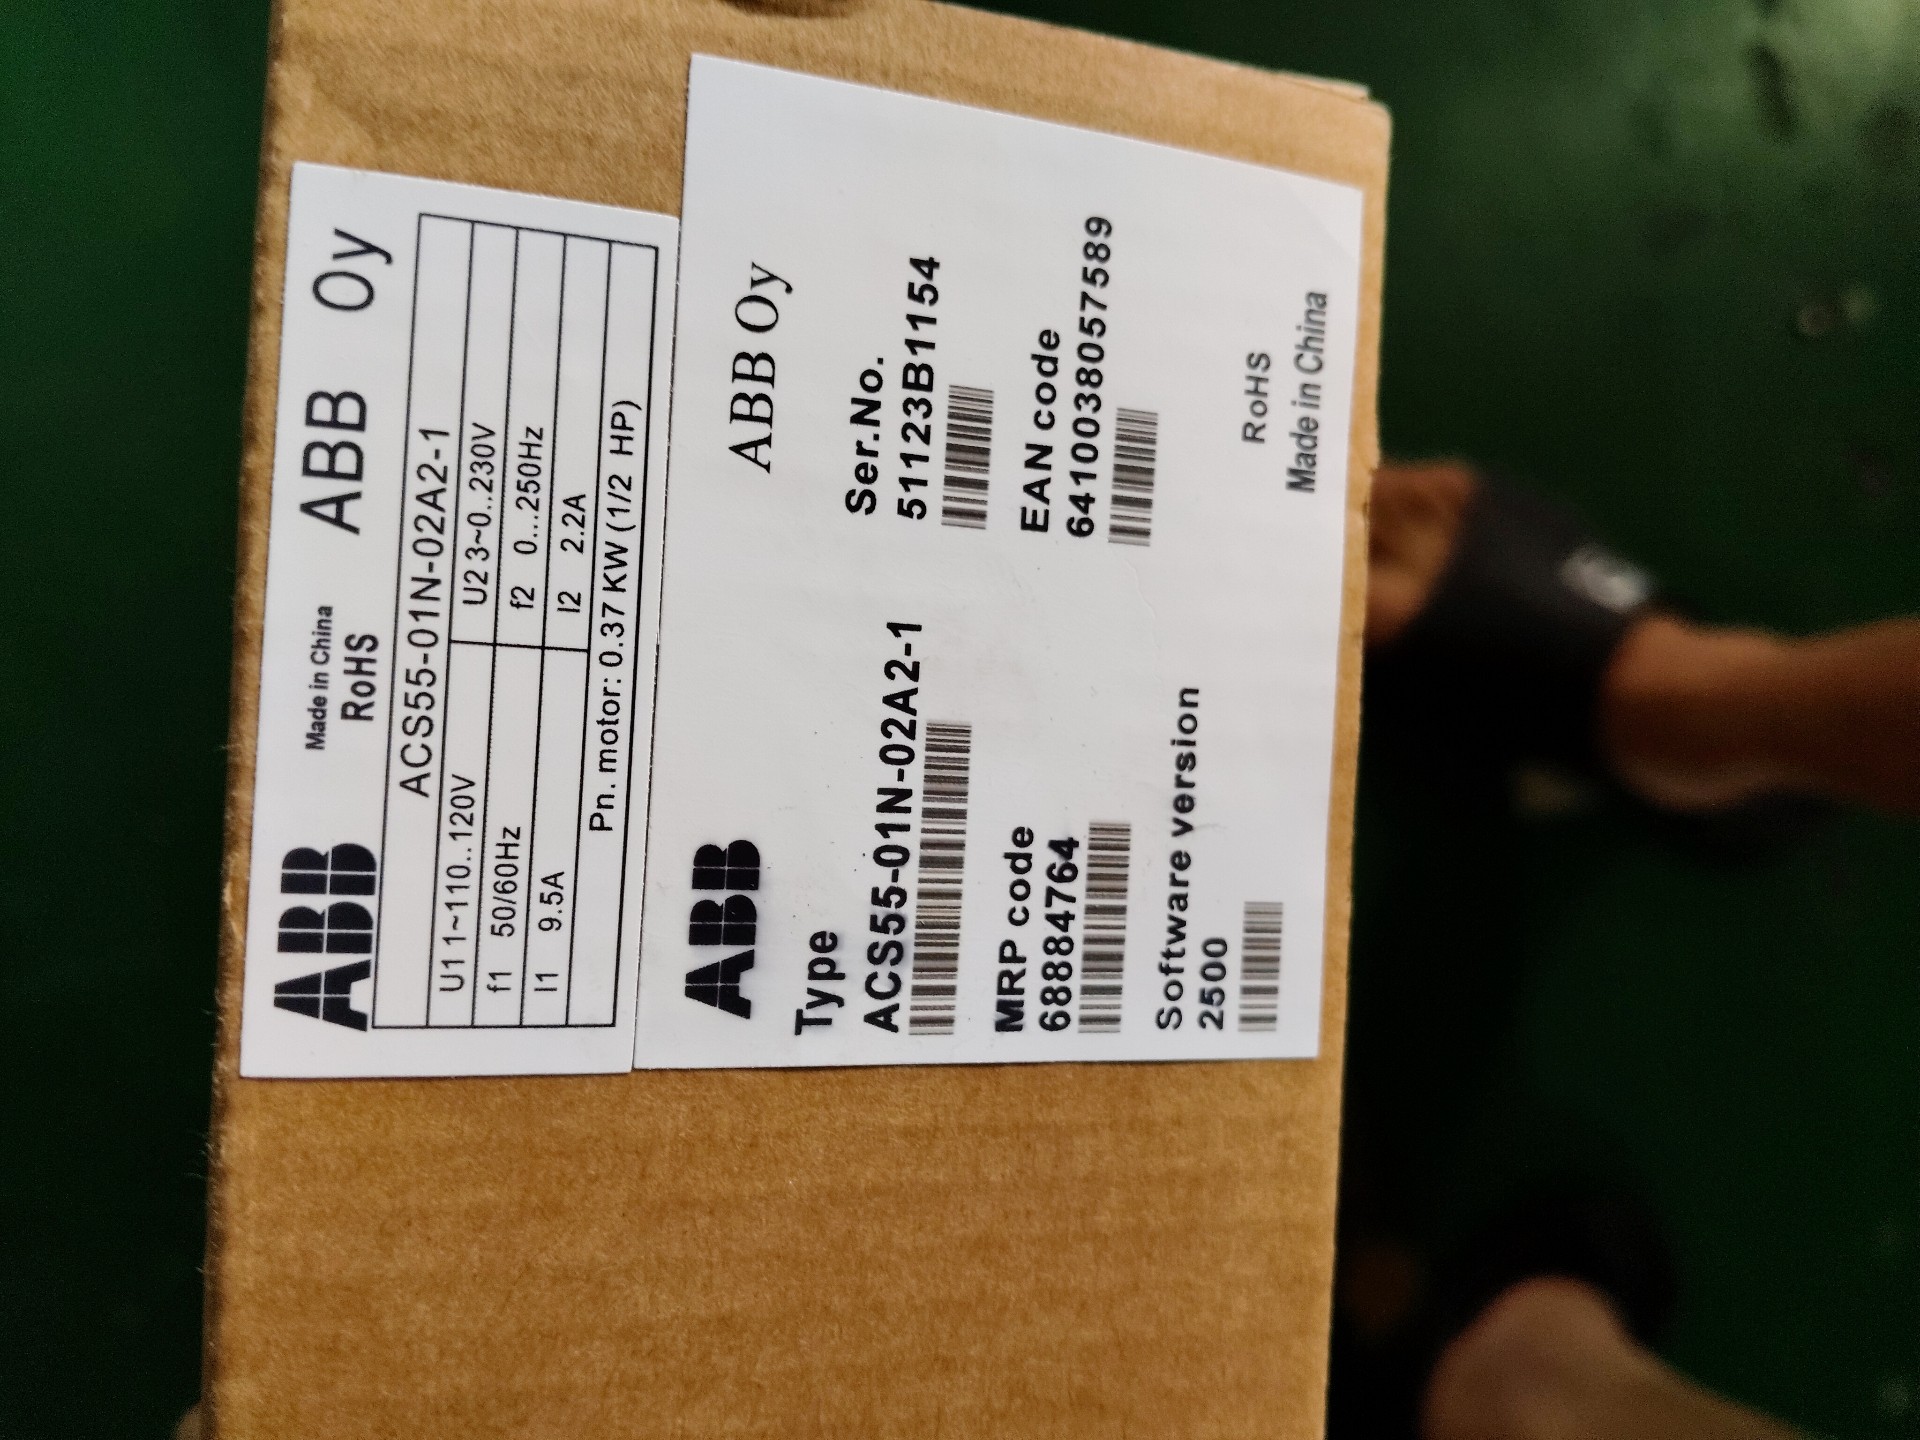 ABB
Made in China
RoHS
ABB Oy
ACS55-01N-02A2-1
U1 1~110..120V
U2 3~0..230V
f1 50/60Hz
f2 0...250Hz
I1 9.5A
I2 2.2A
Pn. motor: 0.37 KW (1/2 HP)
ABB
ABB Oy
Type
ACS55-01N-02A2-1
Ser.No.
51123B1154
MRP code
68884764
EAN code
6410038057589
Software version
2500
RoHS
Made in China